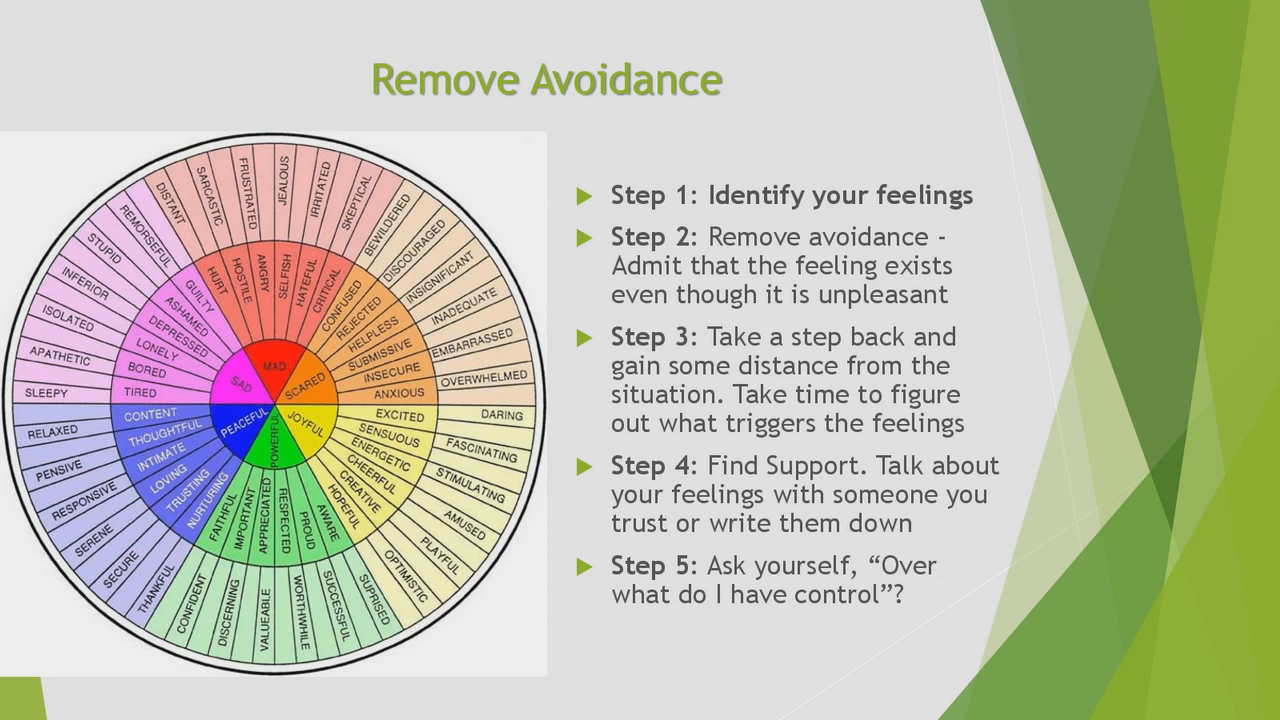 Remove Avoidance
MAD
SCARED
JOYFUL
POWERFUL
PEACEFUL
SAD
HURT
HOSTILE
ANGRY
SELFISH
HATEFUL
CRITICAL
CONFUSED
REJECTED
HELPLESS
SUBMISSIVE
INSECURE
ANXIOUS
EXCITED
SENSUOUS
ENERGETIC
CHEERFUL
CREATIVE
HOPEFUL
AWARE
PROUD
RESPECTED
APPRECIATED
IMPORTANT
FAITHFUL
NURTURING
TRUSTING
LOVING
INTIMATE
THOUGHTFUL
CONTENT
TIRED
BORED
LONELY
DEPRESSED
ASHAMED
GUILTY
DISTANT
SARCASTIC
FRUSTRATED
JEALOUS
IRRITATED
SKEPTICAL
BEWILDERED
DISCOURAGED
INSIGNIFICANT
INADEQUATE
EMBARRASSED
OVERWHELMED
DARING
FASCINATING
STIMULATING
AMUSED
PLAYFUL
OPTIMISTIC
SUPRISED
SUCCESSFUL
WORTHWHILE
VALUEABLE
DISCERNING
CONFIDENT
THANKFUL
SECURE
SERENE
RESPONSIVE
PENSIVE
RELAXED
SLEEPY
APATHETIC
ISOLATED
INFERIOR
STUPID
REMORSEFUL
Step 1: Identify your feelings
Step 2: Remove avoidance -
Admit that the feeling exists
even though it is unpleasant
Step 3: Take a step back and
gain some distance from the
situation. Take time to figure
out what triggers the feelings
Step 4: Find Support. Talk about
your feelings with someone you
trust or write them down
Step 5: Ask yourself, “Over
what do I have control”?